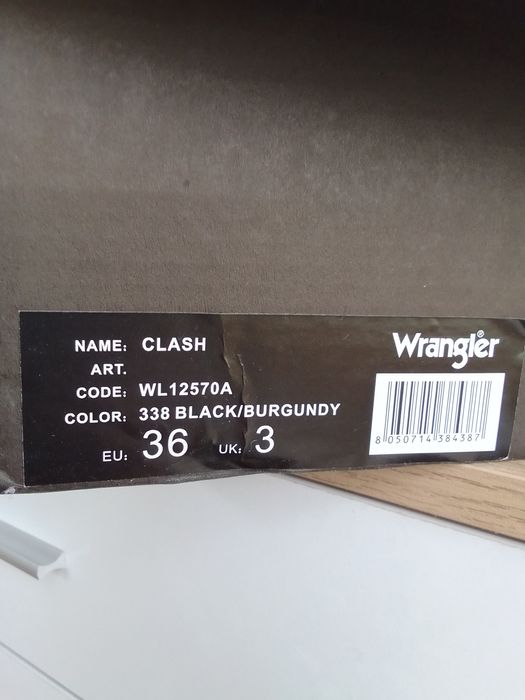 Wrangler®
NAME: CLASH
ART.
CODE: WL12570A
COLOR: 338 BLACK/BURGUNDY
EU: 36 UK: 3
8 050714 384387